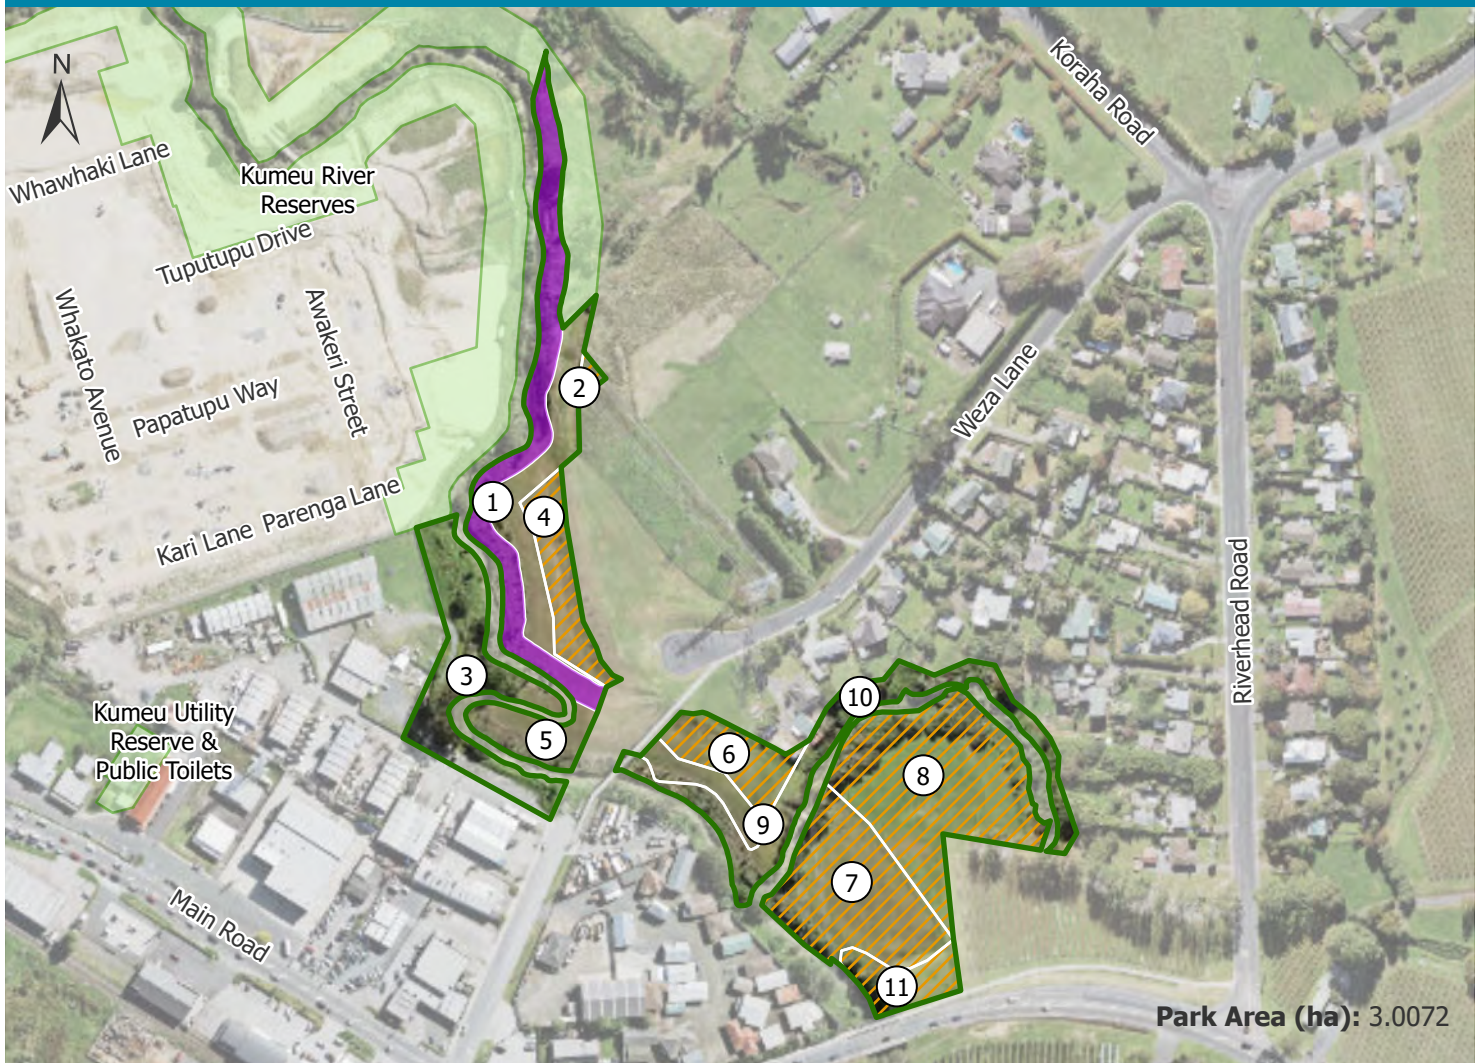 N
Koraha Road
Whawhaki Lane
Kumeu River
Reserves
Tuputupu Drive
Whakato Avenue
Awakeri Street
Papatupu Way
Weza Lane
2
Kari Lane
Parenga Lane
1
4
Riverhead Road
3
10
Kumeu Utility
Reserve &
Public Toilets
5
6
8
9
7
Main Road
11
Park Area (ha): 3.0072